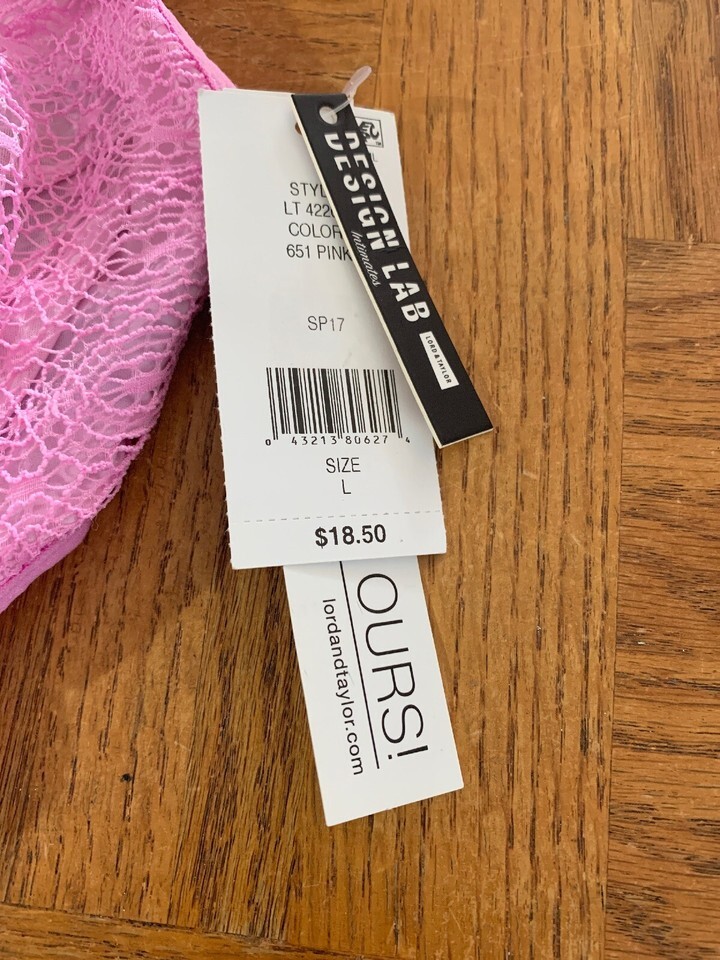 STYL
LT 422
COLOR
651 PINK
SP17
0 43213 80627 4
SIZE
L
$18.50
DESIGN LAB
Intimates
LORD & TAYLOR
OURS!
lordandtaylor.com